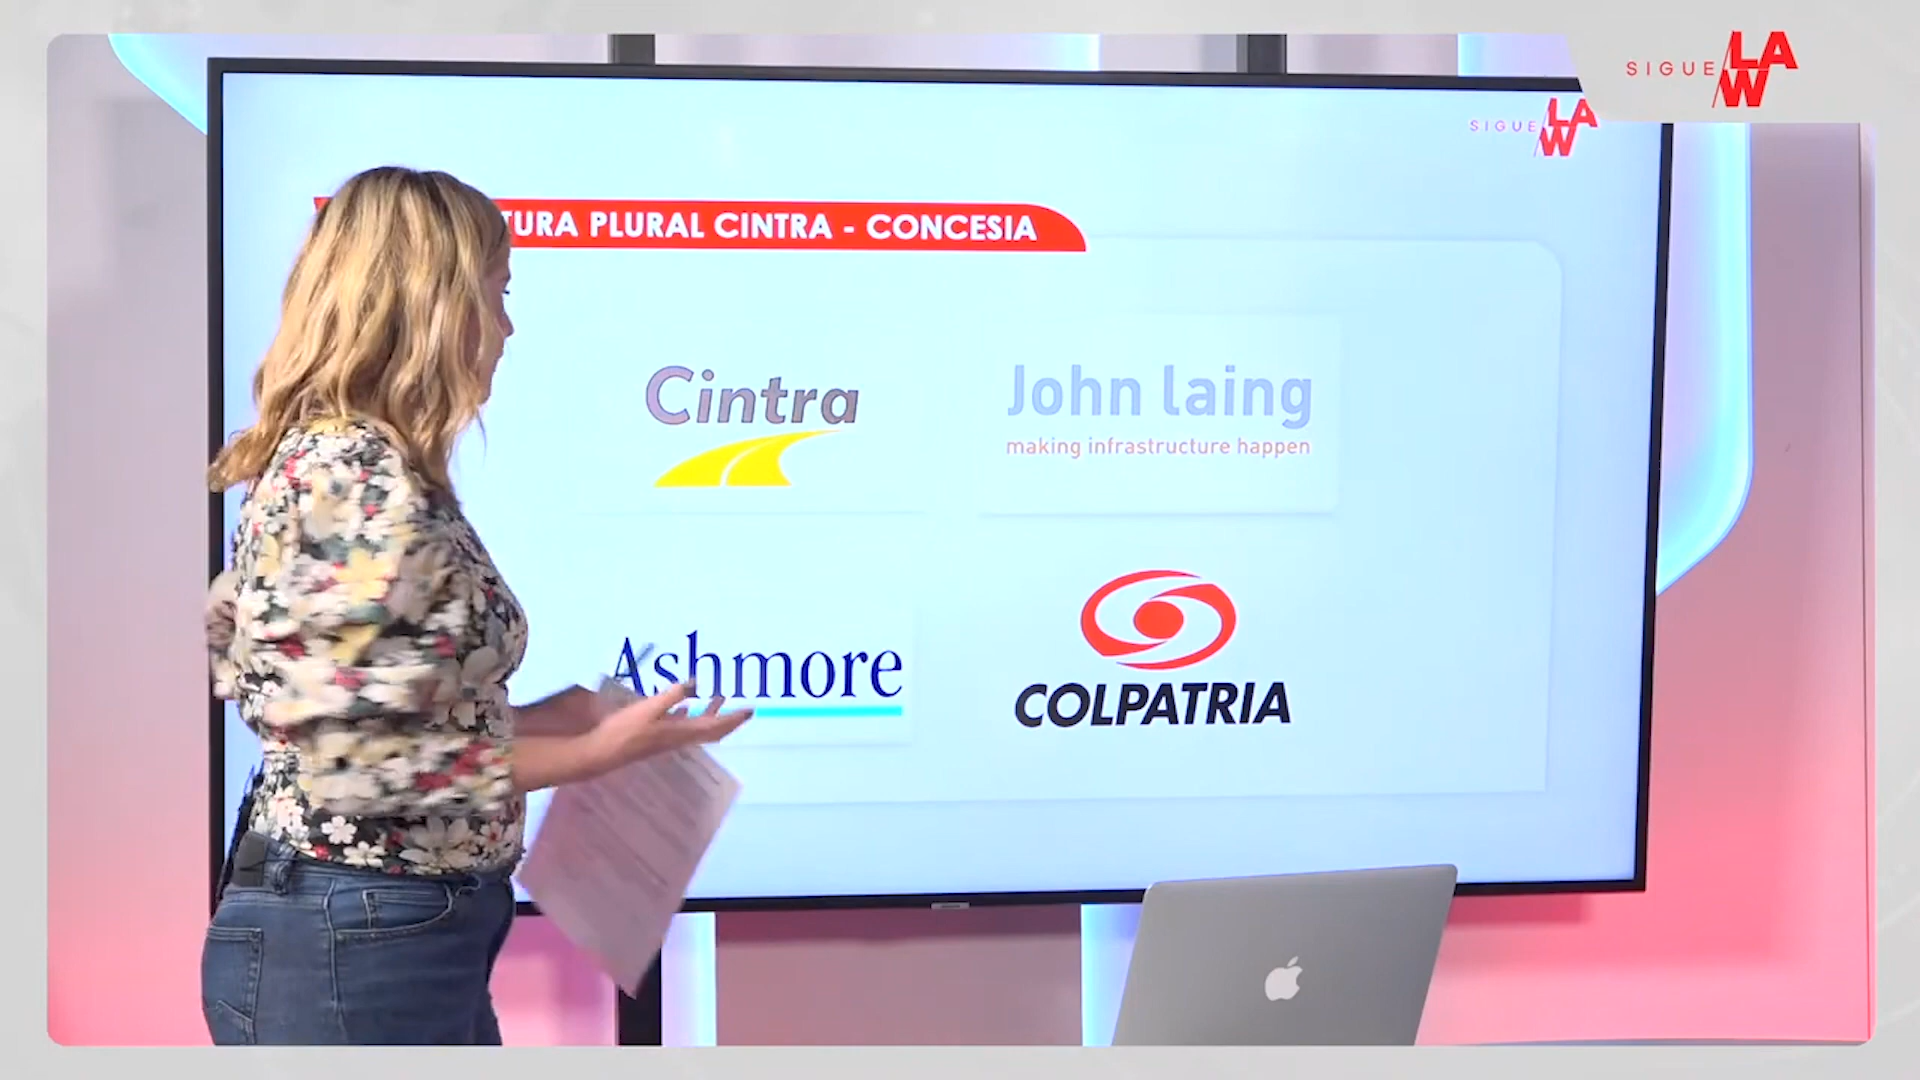 SIGUE LAW
SIGUE LAW
TURA PLURAL CINTRA - CONCESIA
Cintra
John laing
making infrastructure happen
Ashmore
COLPATRIA